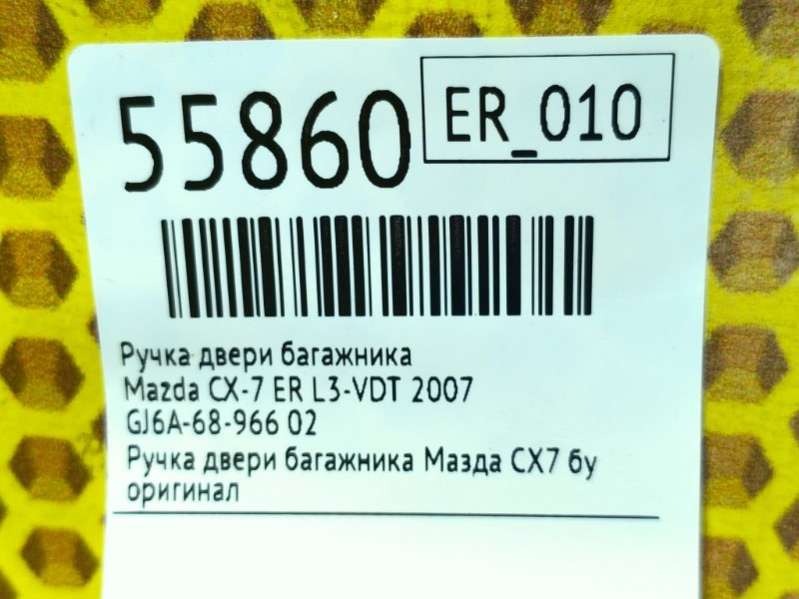 55860
ER_010
Ручка двери багажника
Mazda CX-7 ER L3-VDT 2007
GJ6A-68-966 02
Ручка двери багажника Мазда СХ7 бу
оригинал